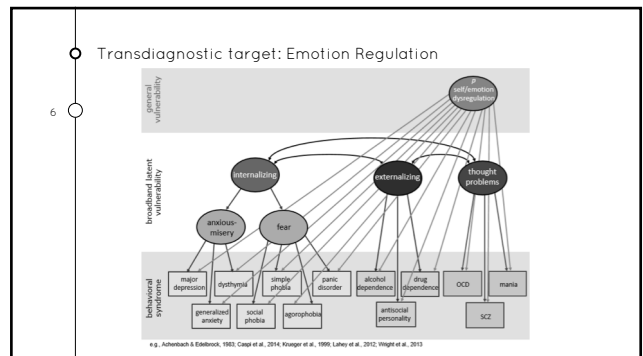 Transdiagnostic target: Emotion Regulation
6
general
vulnerability
p
self/emotion
dysregulation
broadband latent
vulnerability
internalizing
externalizing
thought
problems
anxious-
misery
fear
behavioral
syndrome
major
depression
dysthymia
simple
phobia
panic
disorder
alcohol
dependence
drug
dependence
OCD
mania
generalized
anxiety
social
phobia
agorophobia
antisocial
personality
SCZ
e.g., Achenbach & Edelbrock, 1983; Caspi et al., 2014; Krueger et al., 1999; Lahey et al., 2012; Wright et al., 2013